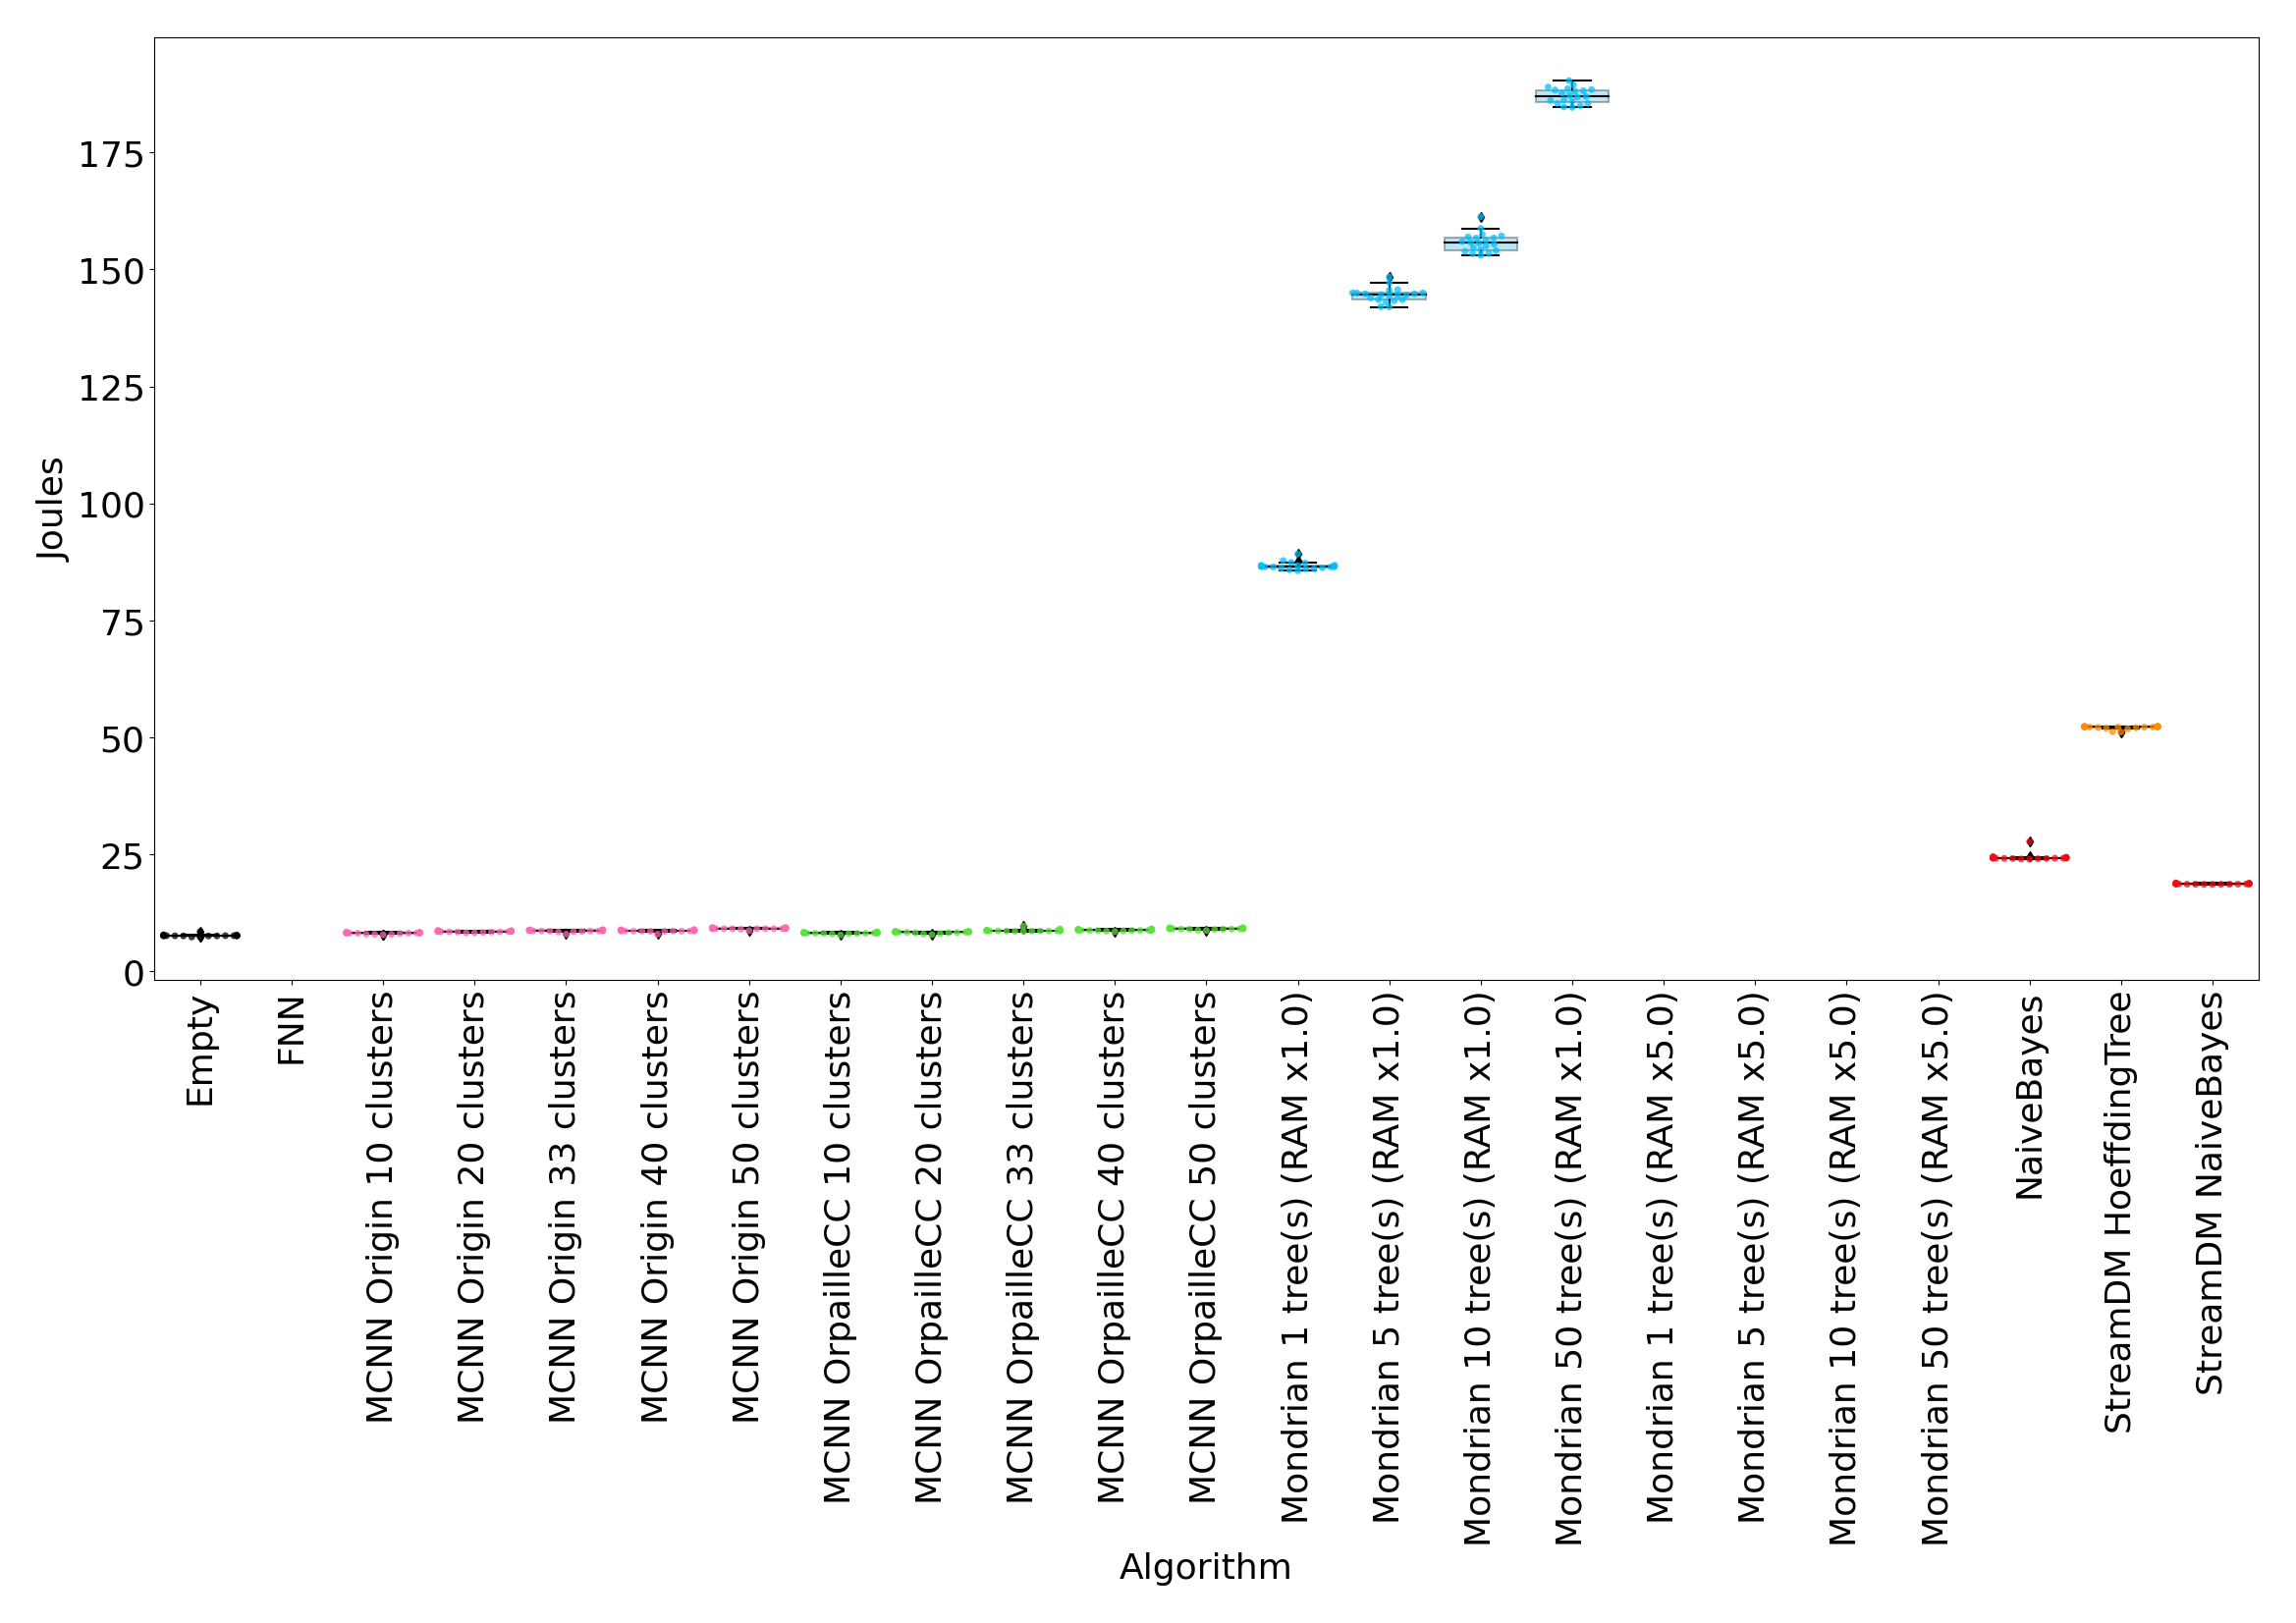 Joules
175
150
125
100
75
50
25
0
Empty
FNN
MCNN Origin 10 clusters
MCNN Origin 20 clusters
MCNN Origin 33 clusters
MCNN Origin 40 clusters
MCNN Origin 50 clusters
MCNN OrpailleCC 10 clusters
MCNN OrpailleCC 20 clusters
MCNN OrpailleCC 33 clusters
MCNN OrpailleCC 40 clusters
MCNN OrpailleCC 50 clusters
Mondrian 1 tree(s) (RAM x1.0)
Mondrian 5 tree(s) (RAM x1.0)
Mondrian 10 tree(s) (RAM x1.0)
Mondrian 50 tree(s) (RAM x1.0)
Mondrian 1 tree(s) (RAM x5.0)
Mondrian 5 tree(s) (RAM x5.0)
Mondrian 10 tree(s) (RAM x5.0)
Mondrian 50 tree(s) (RAM x5.0)
NaiveBayes
StreamDM HoeffdingTree
StreamDM NaiveBayes
Algorithm